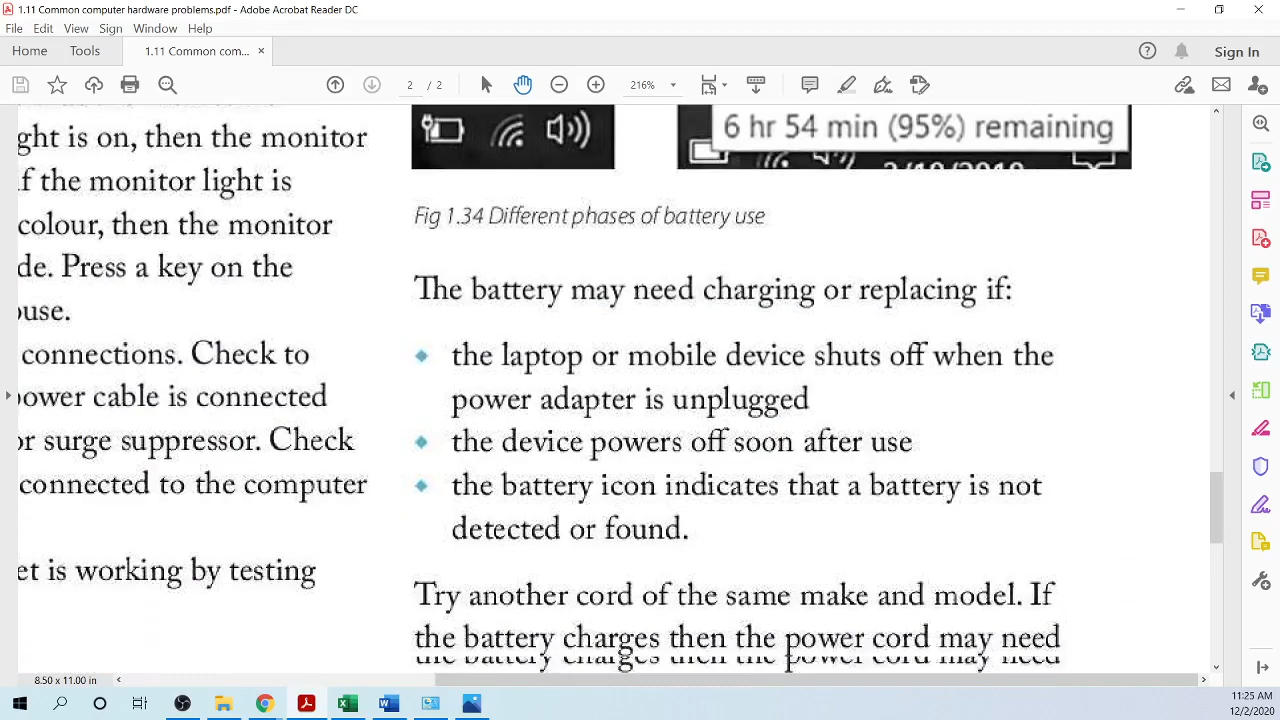 1.11 Common computer hardware problems.pdf - Adobe Acrobat Reader DC
File Edit View Sign Window Help
Home Tools 1.11 Common com... × Sign In
2 / 2 216%
ght is on, then the monitor
f the monitor light is
colour, then the monitor
de. Press a key on the
ouse.
connections. Check to
power cable is connected
or surge suppressor. Check
connected to the computer
et is working by testing
6 hr 54 min (95%) remaining
Fig 1.34 Different phases of battery use
The battery may need charging or replacing if:
the laptop or mobile device shuts off when the
power adapter is unplugged
the device powers off soon after use
the battery icon indicates that a battery is not
detected or found.
Try another cord of the same make and model. If
the battery charges then the power cord may need
8.50 x 11.00 in
11:25 AM
12/2/2020